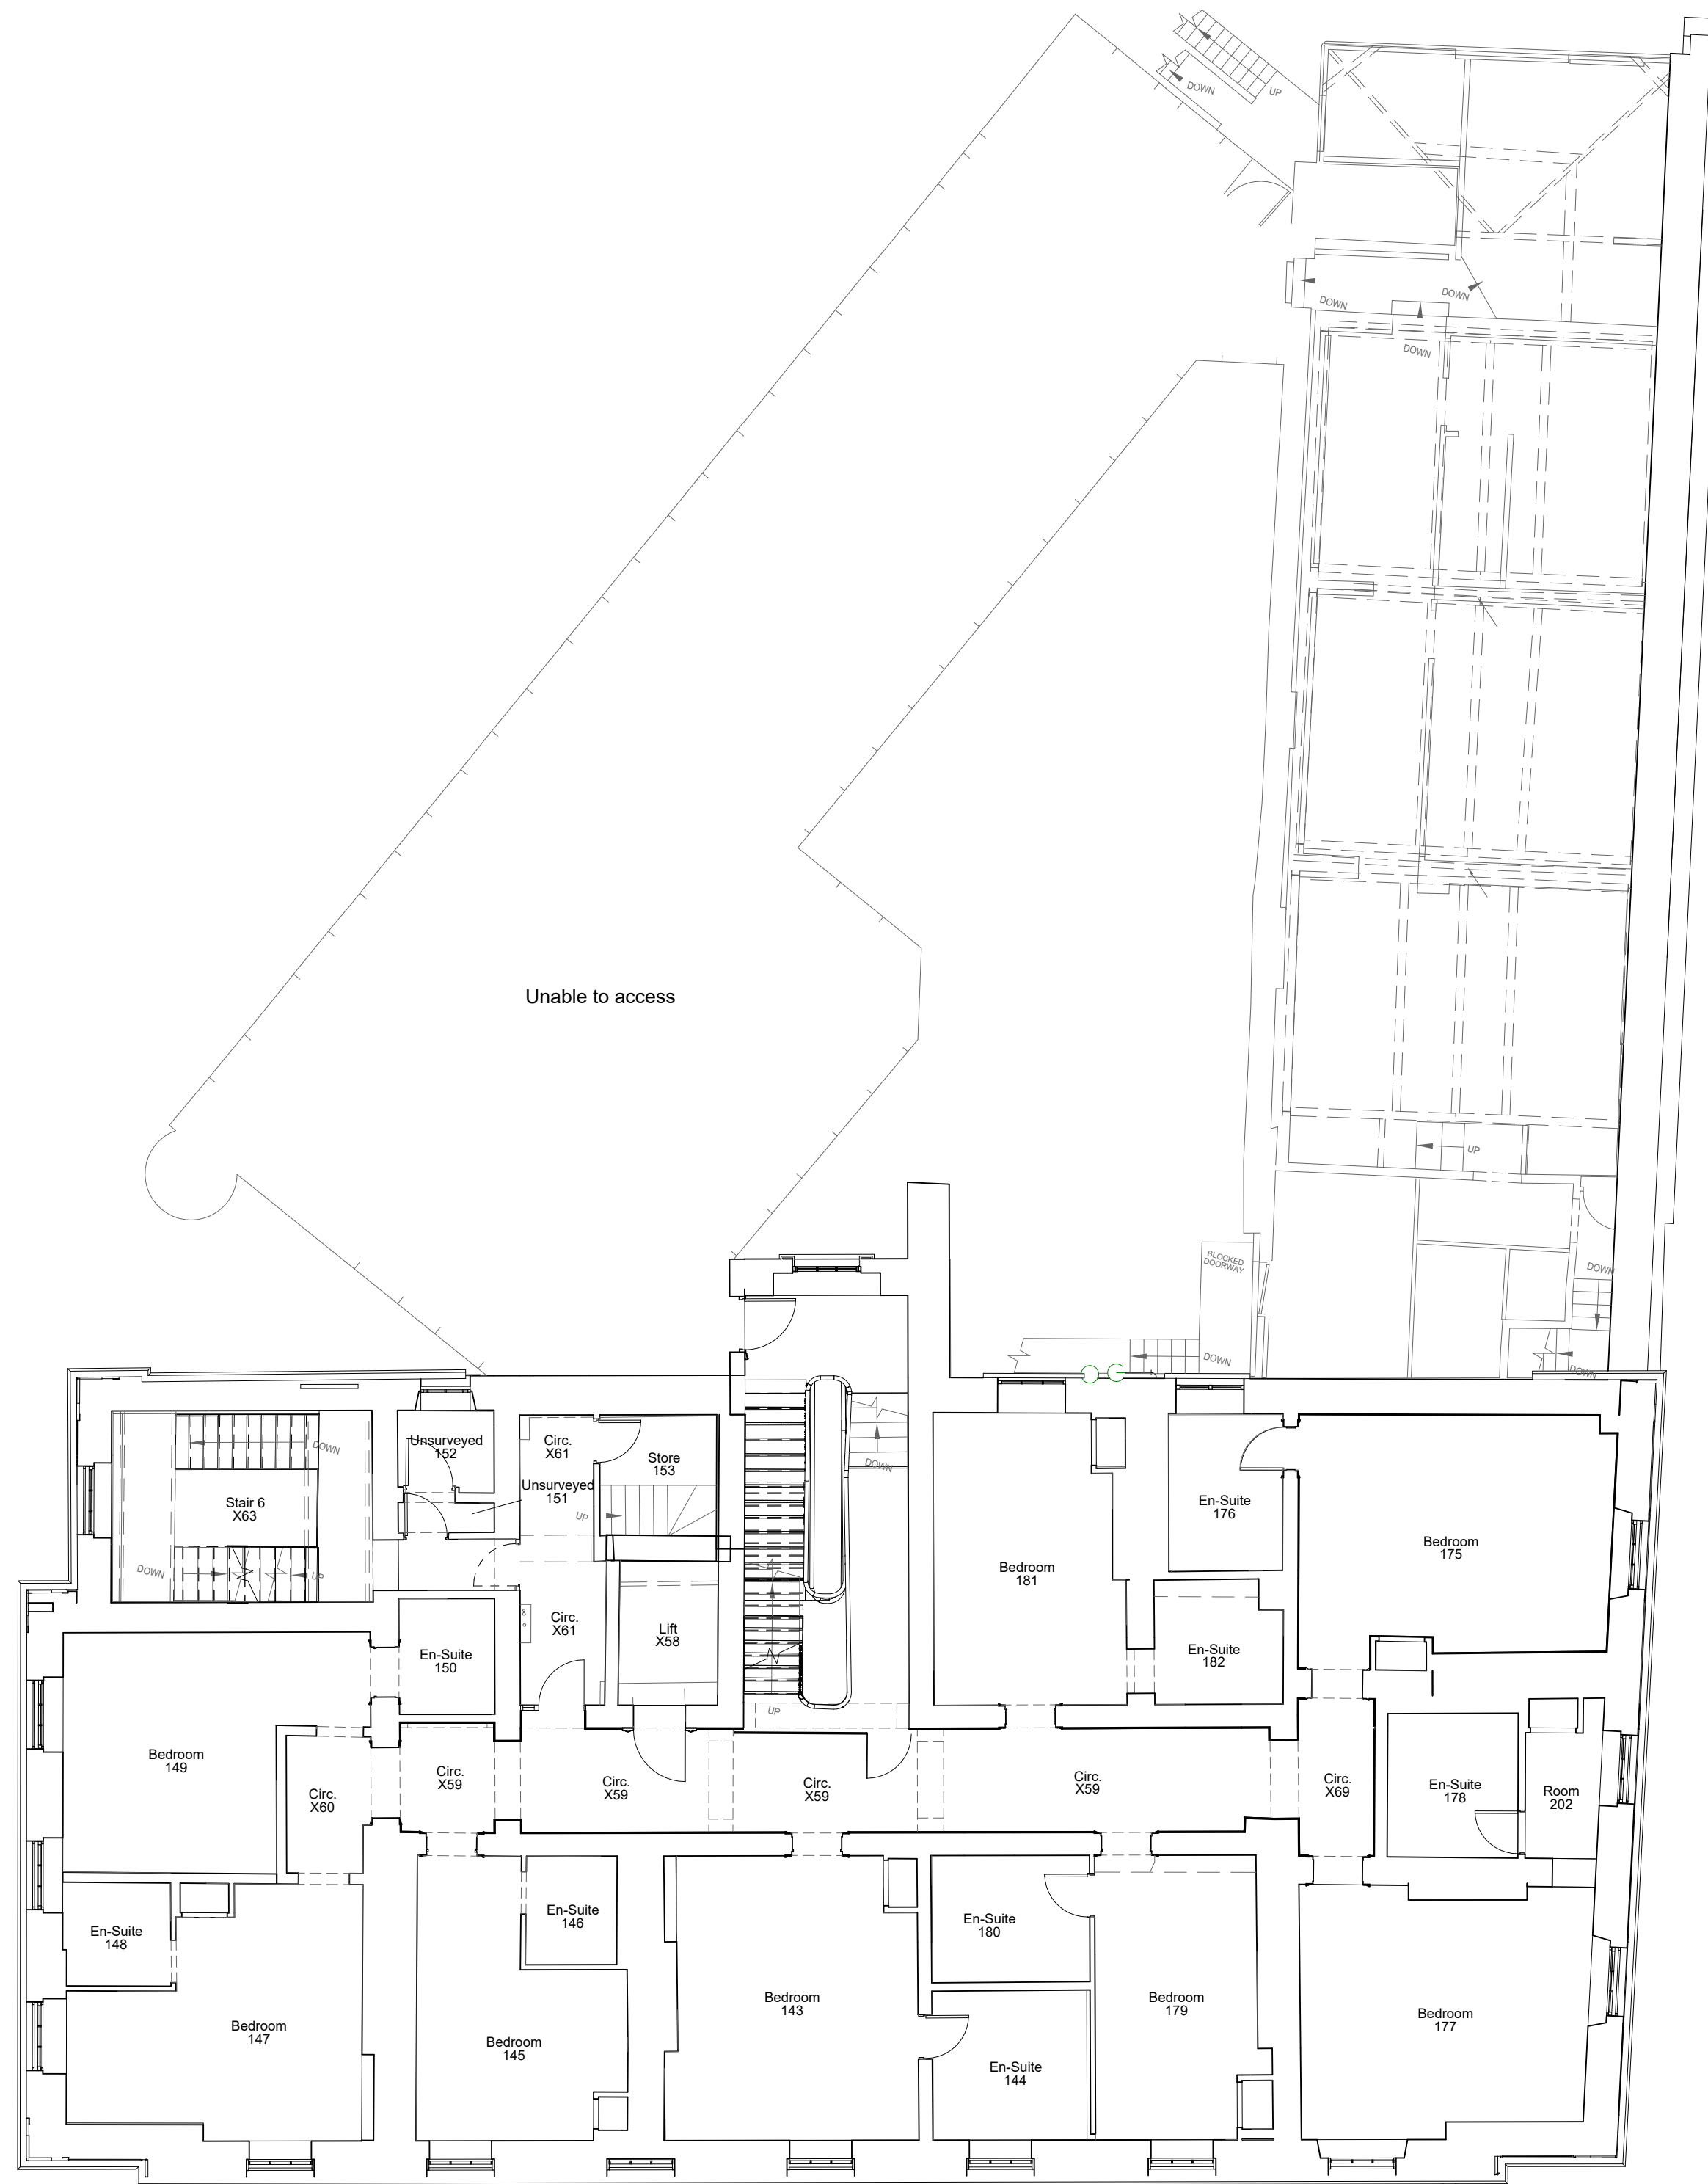 DOWN
UP
DOWN
DOWN
DOWN
Unable to access
UP
BLOCKED
DOORWAY
DOWN
DOWN
DOWN
DOWN
Unsurveyed
152
Circ.
X61
Store
153
DOWN
Unsurveyed
151
Stair 6
X63
UP
DOWN
UP
En-Suite
176
Bedroom
175
Bedroom
181
Circ.
X61
Lift
X58
En-Suite
150
En-Suite
182
UP
Bedroom
149
Circ.
X60
Circ.
X59
Circ.
X59
Circ.
X59
Circ.
X59
Circ.
X69
En-Suite
178
Room
202
En-Suite
148
En-Suite
146
En-Suite
180
Bedroom
147
Bedroom
145
Bedroom
143
En-Suite
144
Bedroom
179
Bedroom
177
DOWN